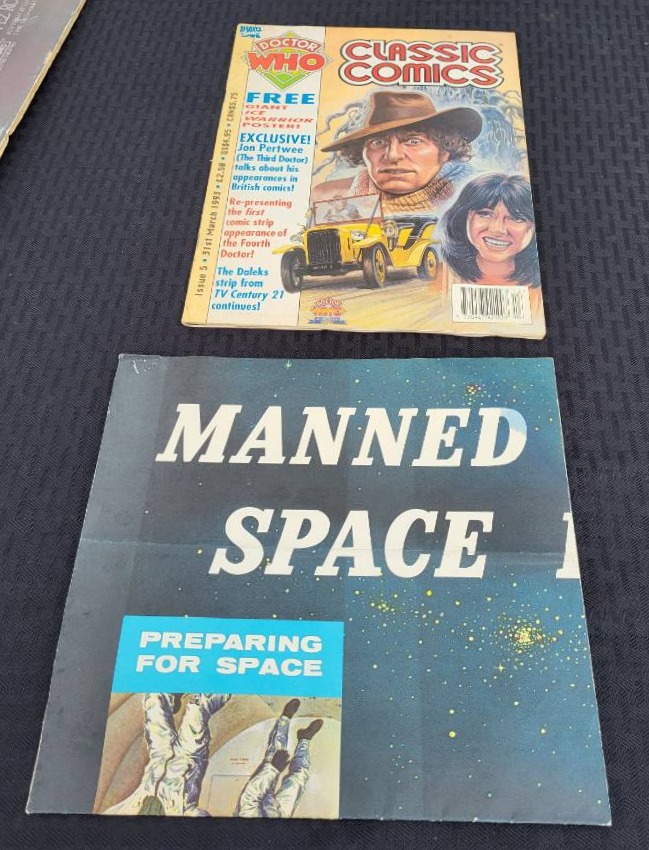 DOCTOR
WHO
CLASSIC
COMICS
FREE
GIANT
ICE
WARRIOR
POSTER!
EXCLUSIVE!
Jon Pertwee
(The Third Doctor)
talks about his
appearances in
British comics!
Re-presenting
the first
comic strip
appearance of
the Fourth
Doctor!
The Daleks
strip from
TV Century 21
continues!
Issue 5 • 31st March 1993 • £2.50 • US$4.95 • CAN$5.75
MANNED
SPACE
PREPARING
FOR SPACE